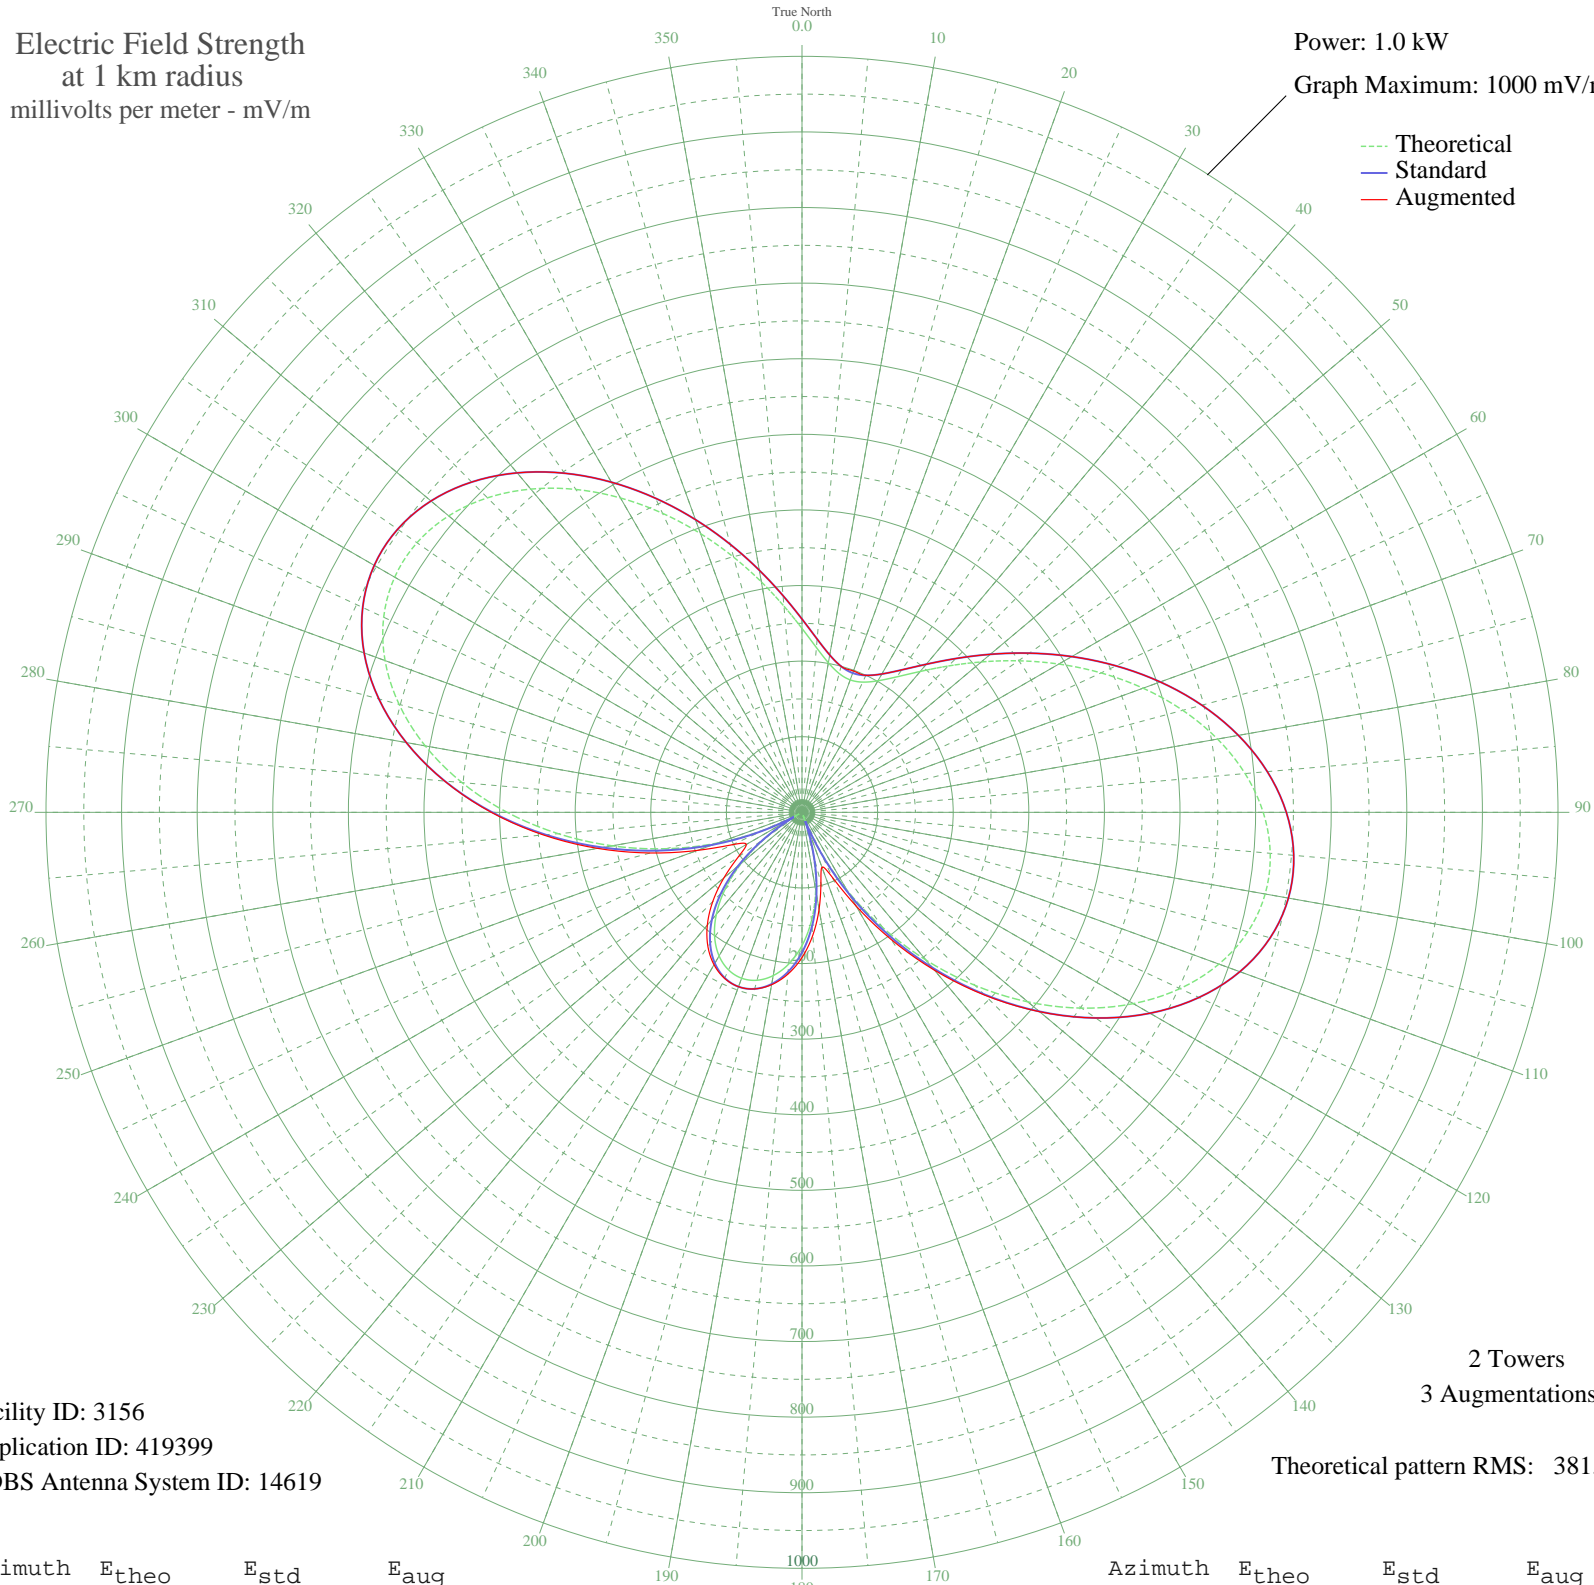 True North
0.0
Electric Field Strength
at 1 km radius
millivolts per meter - mV/m
Power: 1.0 kW
Graph Maximum: 1000 mV/
Theoretical
Standard
Augmented
10
20
30
40
50
60
70
80
90
100
110
120
130
140
150
160
170
190
200
210
220
230
240
250
260
270
280
290
300
310
320
330
340
350
300
400
500
600
700
800
900
1000
2 Towers
3 Augmentations
Theoretical pattern RMS: 381.
cility ID: 3156
plication ID: 419399
DBS Antenna System ID: 14619
imuth Etheo Estd Eaug
Azimuth Etheo Estd Eaug